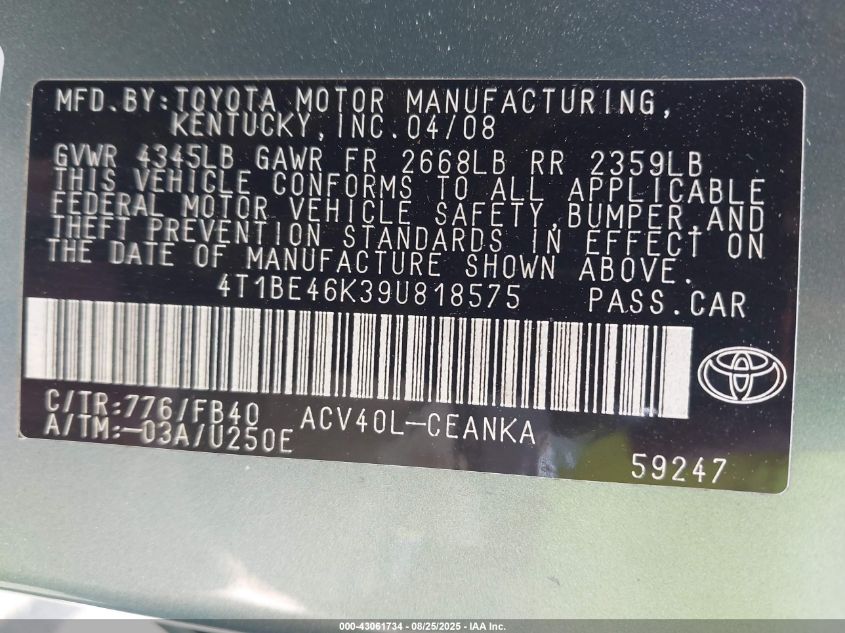 MFD.BY:TOYOTA MOTOR MANUFACTURING,
KENTUCKY,INC.04/08
GVWR 4345LB GAWR FR 2668LB RR 2359LB
THIS VEHICLE CONFORMS TO ALL APPLICABLE
FEDERAL MOTOR VEHICLE SAFETY,BUMPER,AND
THEFT PREVENTION STANDARDS IN EFFECT ON
THE DATE OF MANUFACTURE SHOWN ABOVE.
4T1BE46K39U818575 PASS.CAR
C/TR:776/FB40 ACV40L-CEANKA
A/TM:-03A/U250E
59247
000-43061734 - 08/25/2025 - IAA Inc.